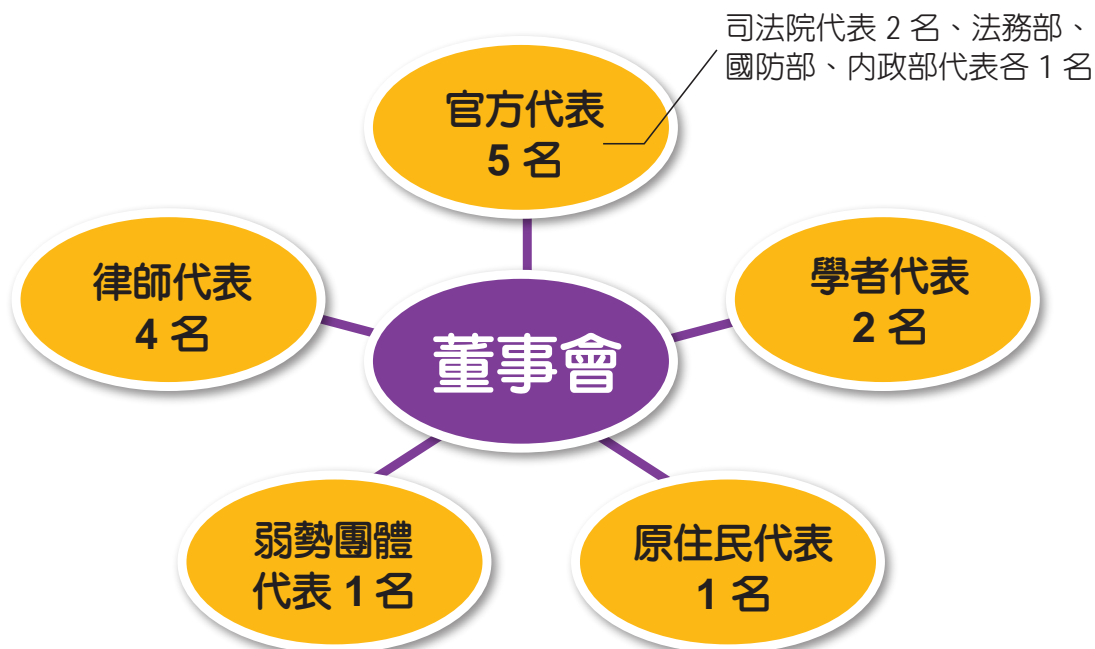 司法院代表 2 名、法務部、
國防部、內政部代表各 1 名
官方代表
5 名
律師代表
4 名
學者代表
2 名
董事會
弱勢團體
代表 1 名
原住民代表
1 名